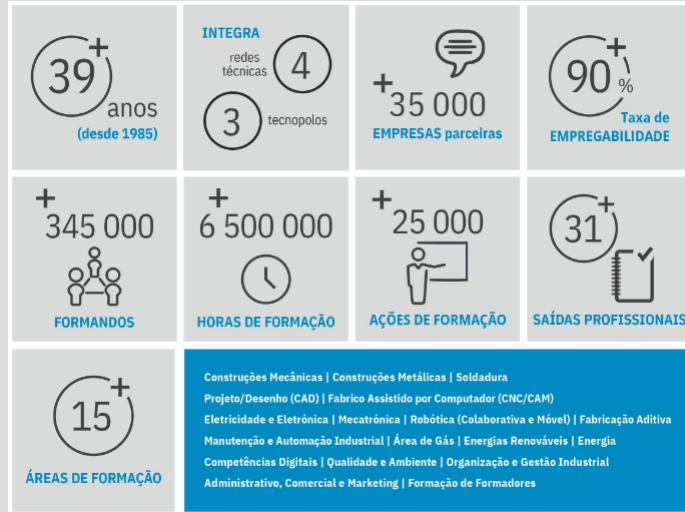 39+
anos
(desde 1985)
INTEGRA
redes
técnicas
4
3
tecnopolos
+
35 000
EMPRESAS parceiras
90+
%
Taxa de
EMPREGABILIDADE
+
345 000
FORMANDOS
+
6 500 000
HORAS DE FORMAÇÃO
+
25 000
AÇÕES DE FORMAÇÃO
31+
SAÍDAS PROFISSIONAIS
15+
ÁREAS DE FORMAÇÃO
Construções Mecânicas | Construções Metálicas | Soldadura
Projeto/Desenho (CAD) | Fabrico Assistido por Computador (CNC/CAM)
Eletricidade e Eletrónica | Mecatrónica | Robótica (Colaborativa e Móvel) | Fabricação Aditiva
Manutenção e Automação Industrial | Área de Gás | Energias Renováveis | Energia
Competências Digitais | Qualidade e Ambiente | Organização e Gestão Industrial
Administrativo, Comercial e Marketing | Formação de Formadores